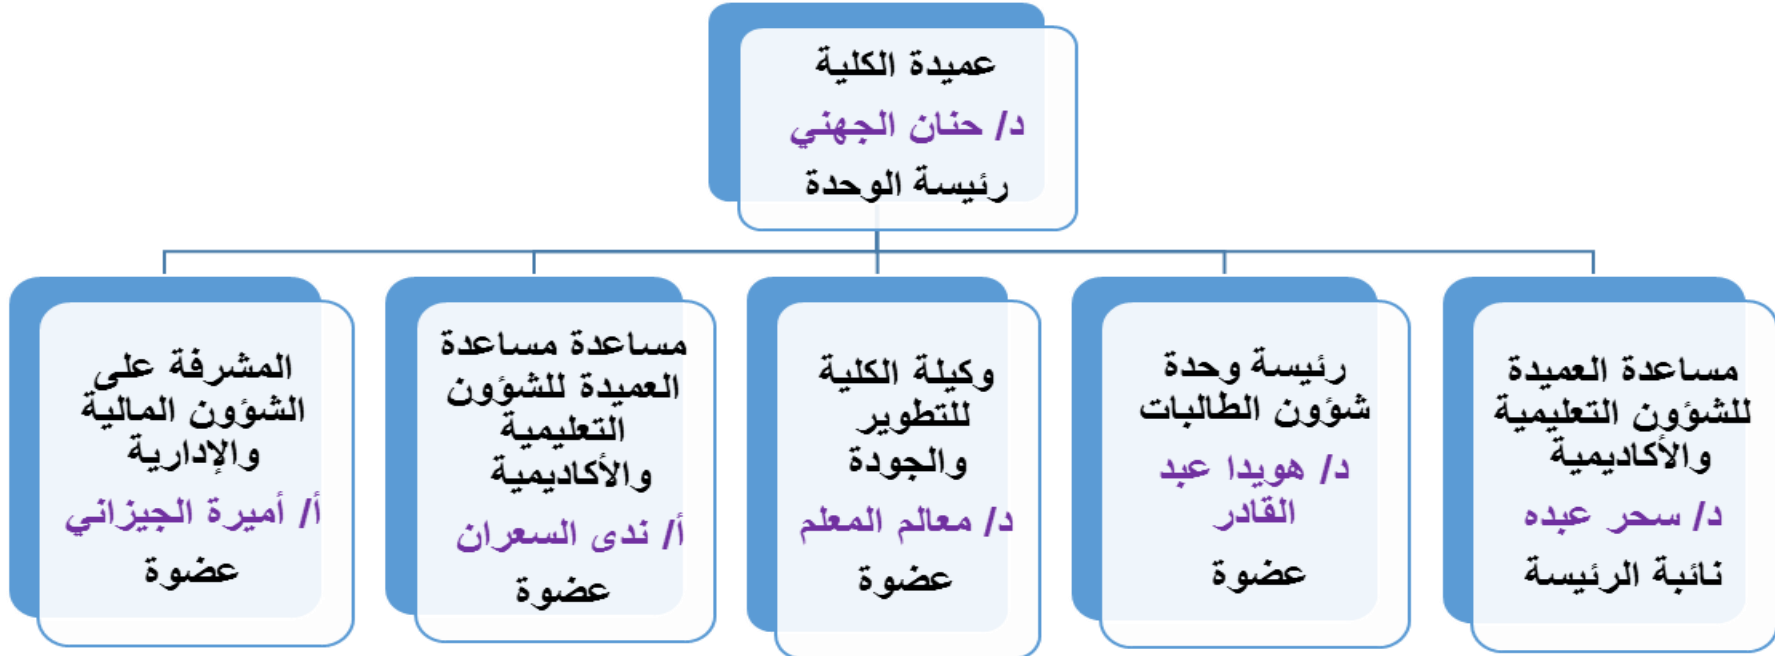 عميدة الكلية
د/ حنان الجهني
رئيسة الوحدة
مساعدة العميدة
للشؤون التعليمية
والأكاديمية
د/ سحر عبده
نائبة الرئيسة
رئيسة وحدة
شؤون الطالبات
د/ هويدا عبد
القادر
عضوة
وكيلة الكلية
للتطوير
والجودة
د/ معالم المعلم
عضوة
مساعدة مساعدة
العميدة للشؤون
التعليمية
والأكاديمية
أ/ ندى السعران
عضوة
المشرفة على
الشؤون المالية
والإدارية
أ/ أميرة الجيزاني
عضوة